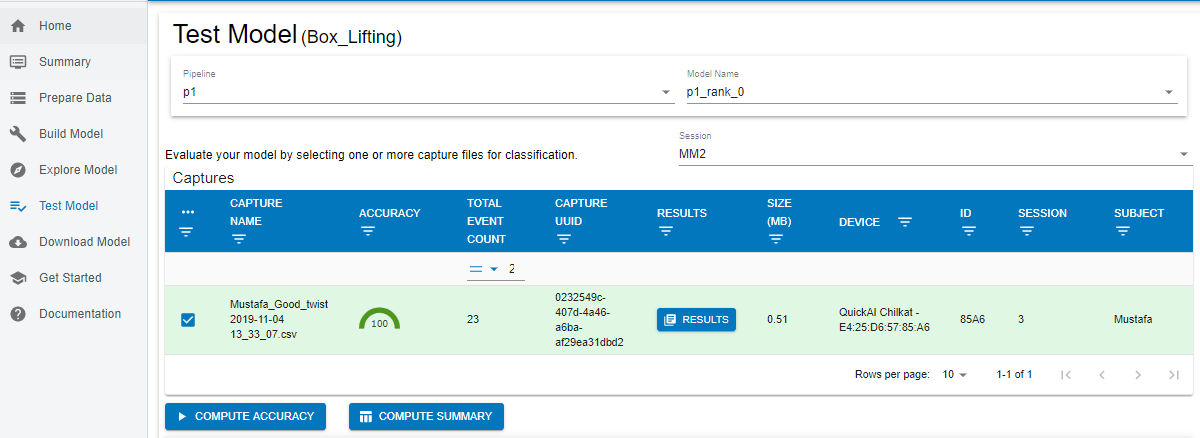 Home
Summary
Prepare Data
Build Model
Explore Model
Test Model
Download Model
Get Started
Documentation
Test Model (Box_Lifting)
Pipeline
p1
Model Name
p1_rank_0
Evaluate your model by selecting one or more capture files for classification.
Session
MM2
Captures
...
CAPTURE
NAME
ACCURACY
TOTAL
EVENT
COUNT
CAPTURE
UUID
RESULTS
SIZE
(MB)
DEVICE
ID
SESSION
SUBJECT
= 2
Mustafa_Good_twist
2019-11-04
13_33_07.csv
100
23
0232549c-
407d-4a46-
a6ba-
af29ea31dbd2
RESULTS
0.51
QuickAI Chilkat -
E4:25:D6:57:85:A6
85A6
3
Mustafa
Rows per page: 10 1-1 of 1
COMPUTE ACCURACY
COMPUTE SUMMARY